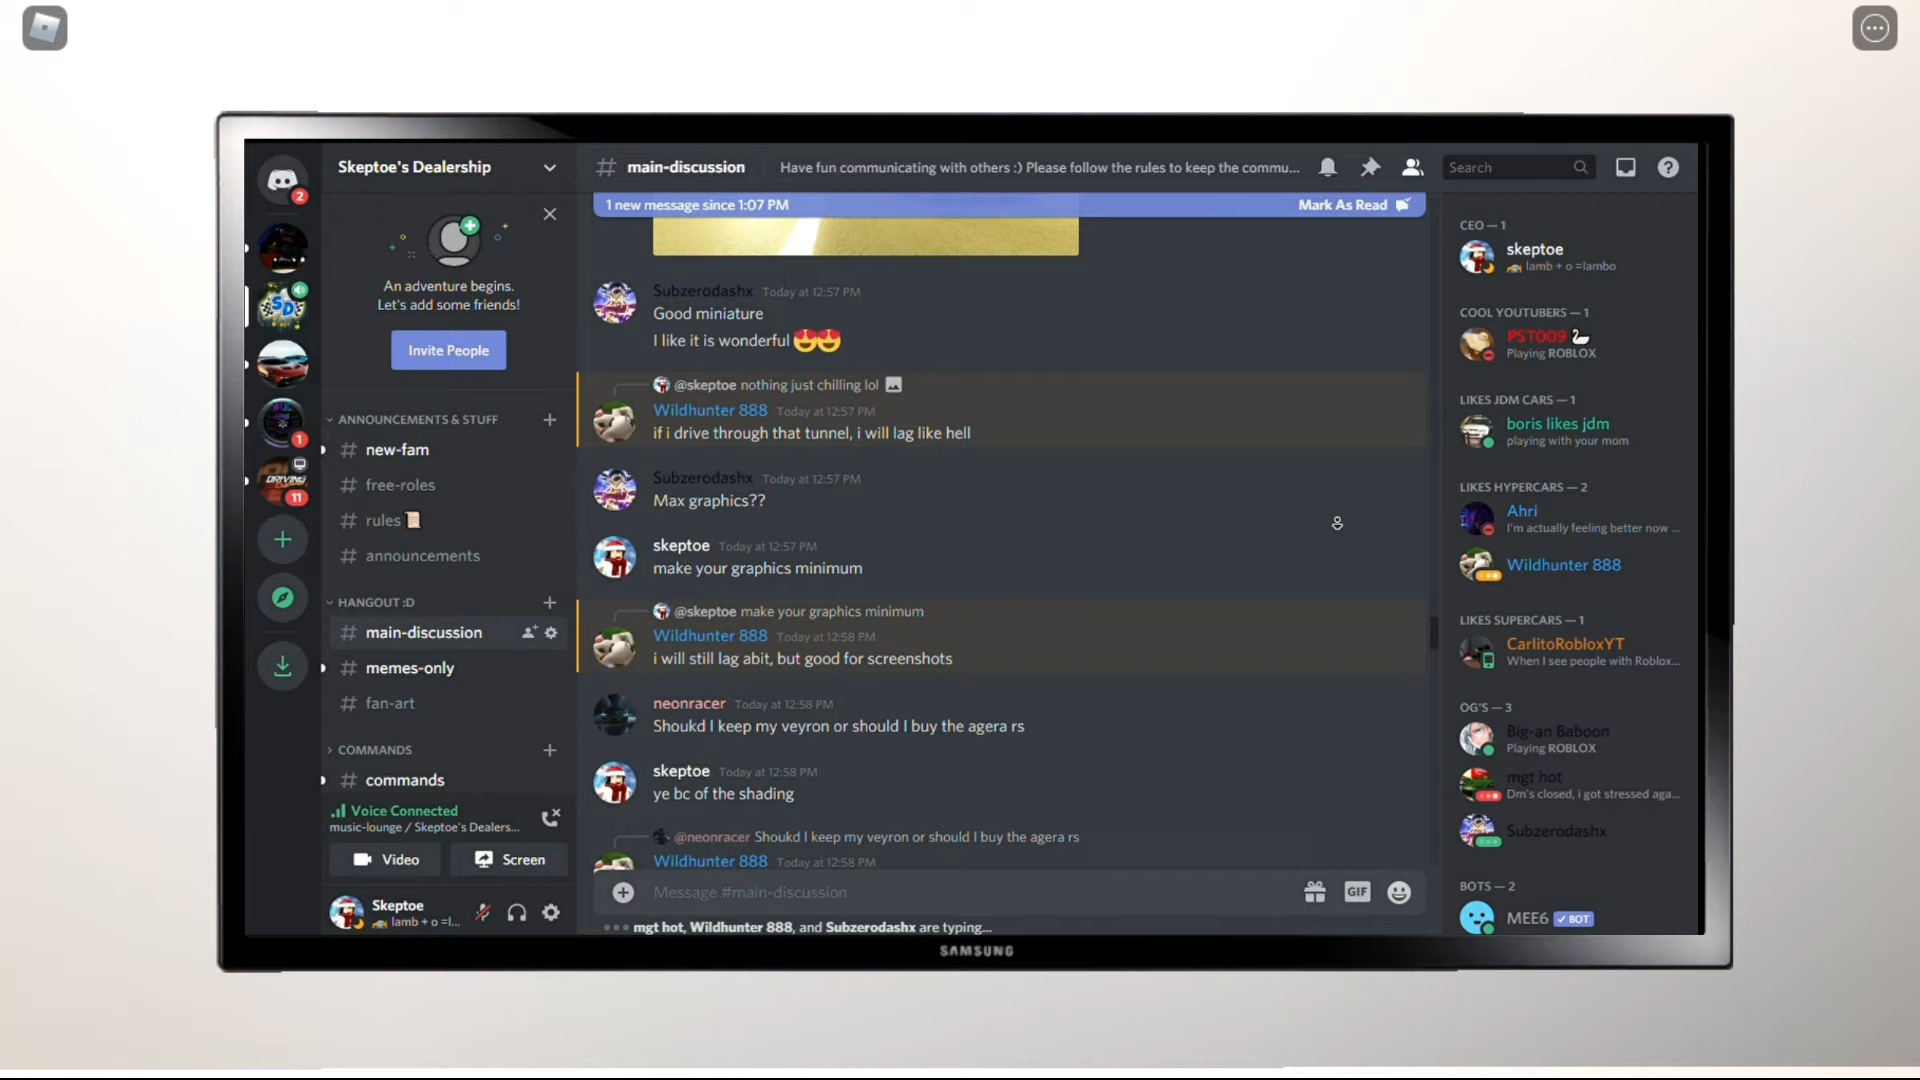 Skeptoe's Dealership
An adventure begins.
Let's add some friends!
Invite People
ANNOUNCEMENTS & STUFF
# new-fam
# free-roles
# rules 📜
# announcements
HANGOUT :D
# main-discussion
# memes-only
# fan-art
COMMANDS
# commands
Voice Connected
music-lounge / Skeptoe's Dealers...
Video
Screen
Skeptoe
lamb + o =l...
2
1
DRIVING
11
SD
# main-discussion
Have fun communicating with others :) Please follow the rules to keep the commu...
Search
1 new message since 1:07 PM
Mark As Read
Subzerodashx Today at 12:57 PM
Good miniature
I like it is wonderful 😍😍
@skeptoe nothing just chilling lol
Wildhunter 888 Today at 12:57 PM
if i drive through that tunnel, i will lag like hell
Subzerodashx Today at 12:57 PM
Max graphics??
skeptoe Today at 12:57 PM
make your graphics minimum
@skeptoe make your graphics minimum
Wildhunter 888 Today at 12:58 PM
i will still lag abit, but good for screenshots
neonracer Today at 12:58 PM
Shoukd I keep my veyron or should I buy the agera rs
skeptoe Today at 12:58 PM
ye bc of the shading
@neonracer Shoukd I keep my veyron or should I buy the agera rs
Wildhunter 888 Today at 12:58 PM
Message #main-discussion
GIF
mgt hot, Wildhunter 888, and Subzerodashx are typing...
CEO — 1
skeptoe
lamb + o =lambo
COOL YOUTUBERS — 1
PST009 🦢
Playing ROBLOX
LIKES JDM CARS — 1
boris likes jdm
playing with your mom
LIKES HYPERCARS — 2
Ahri
I'm actually feeling better now ...
Wildhunter 888
LIKES SUPERCARS — 1
CarlitoRobloxYT
When I see people with Roblox...
OG'S — 3
Big-an Baboon
Playing ROBLOX
mgt hot
Dm's closed, i got stressed aga...
Subzerodashx
BOTS — 2
MEE6 ✓ BOT
SAMSUNG